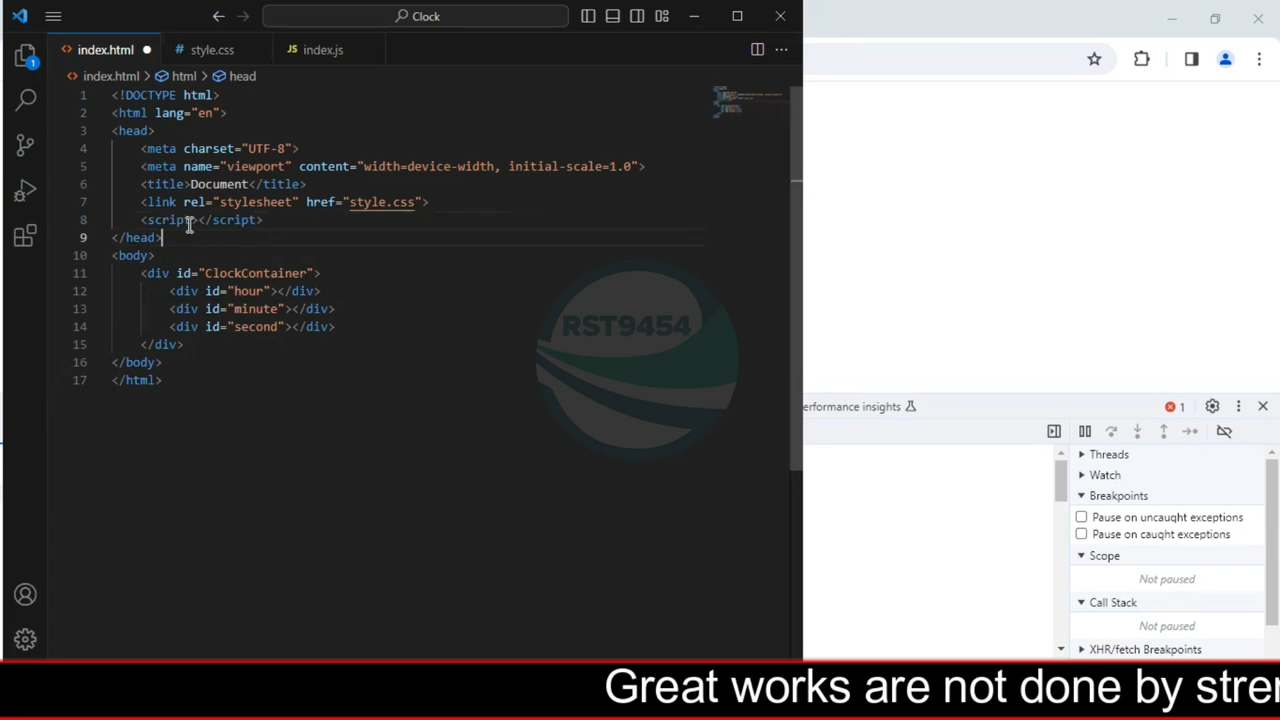 Clock
index.html
style.css
JS index.js
index.html > html > head
1 <!DOCTYPE html>
2 <html lang="en">
3 <head>
4 <meta charset="UTF-8">
5 <meta name="viewport" content="width=device-width, initial-scale=1.0">
6 <title>Document</title>
7 <link rel="stylesheet" href="style.css">
8 <script></script>
9 </head>
10 <body>
11 <div id="ClockContainer">
12 <div id="hour"></div>
13 <div id="minute"></div>
14 <div id="second"></div>
15 </div>
16 </body>
17 </html>
1
RST9454
erformance insights
1
Threads
Watch
Breakpoints
Pause on uncaught exceptions
Pause on caught exceptions
Scope
Not paused
Call Stack
Not paused
XHR/fetch Breakpoints
Great works are not done by stre